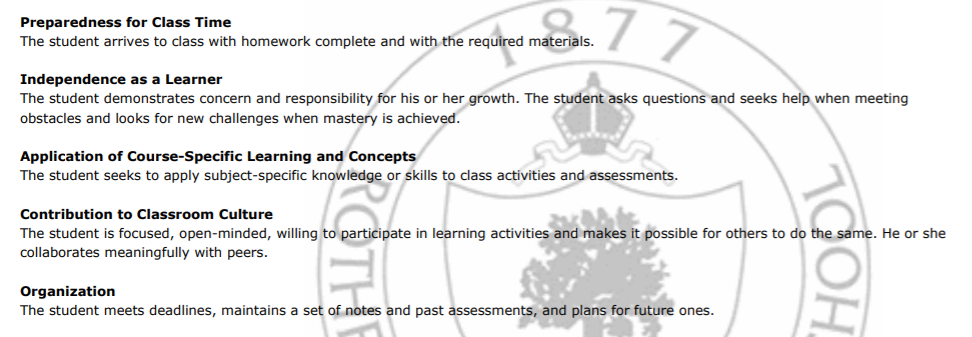 1877
Preparedness for Class Time
The student arrives to class with homework complete and with the required materials.
Independence as a Learner
The student demonstrates concern and responsibility for his or her growth. The student asks questions and seeks help when meeting
obstacles and looks for new challenges when mastery is achieved.
Application of Course-Specific Learning and Concepts
The student seeks to apply subject-specific knowledge or skills to class activities and assessments.
Contribution to Classroom Culture
The student is focused, open-minded, willing to participate in learning activities and makes it possible for others to do the same. He or she
collaborates meaningfully with peers.
Organization
The student meets deadlines, maintains a set of notes and past assessments, and plans for future ones.